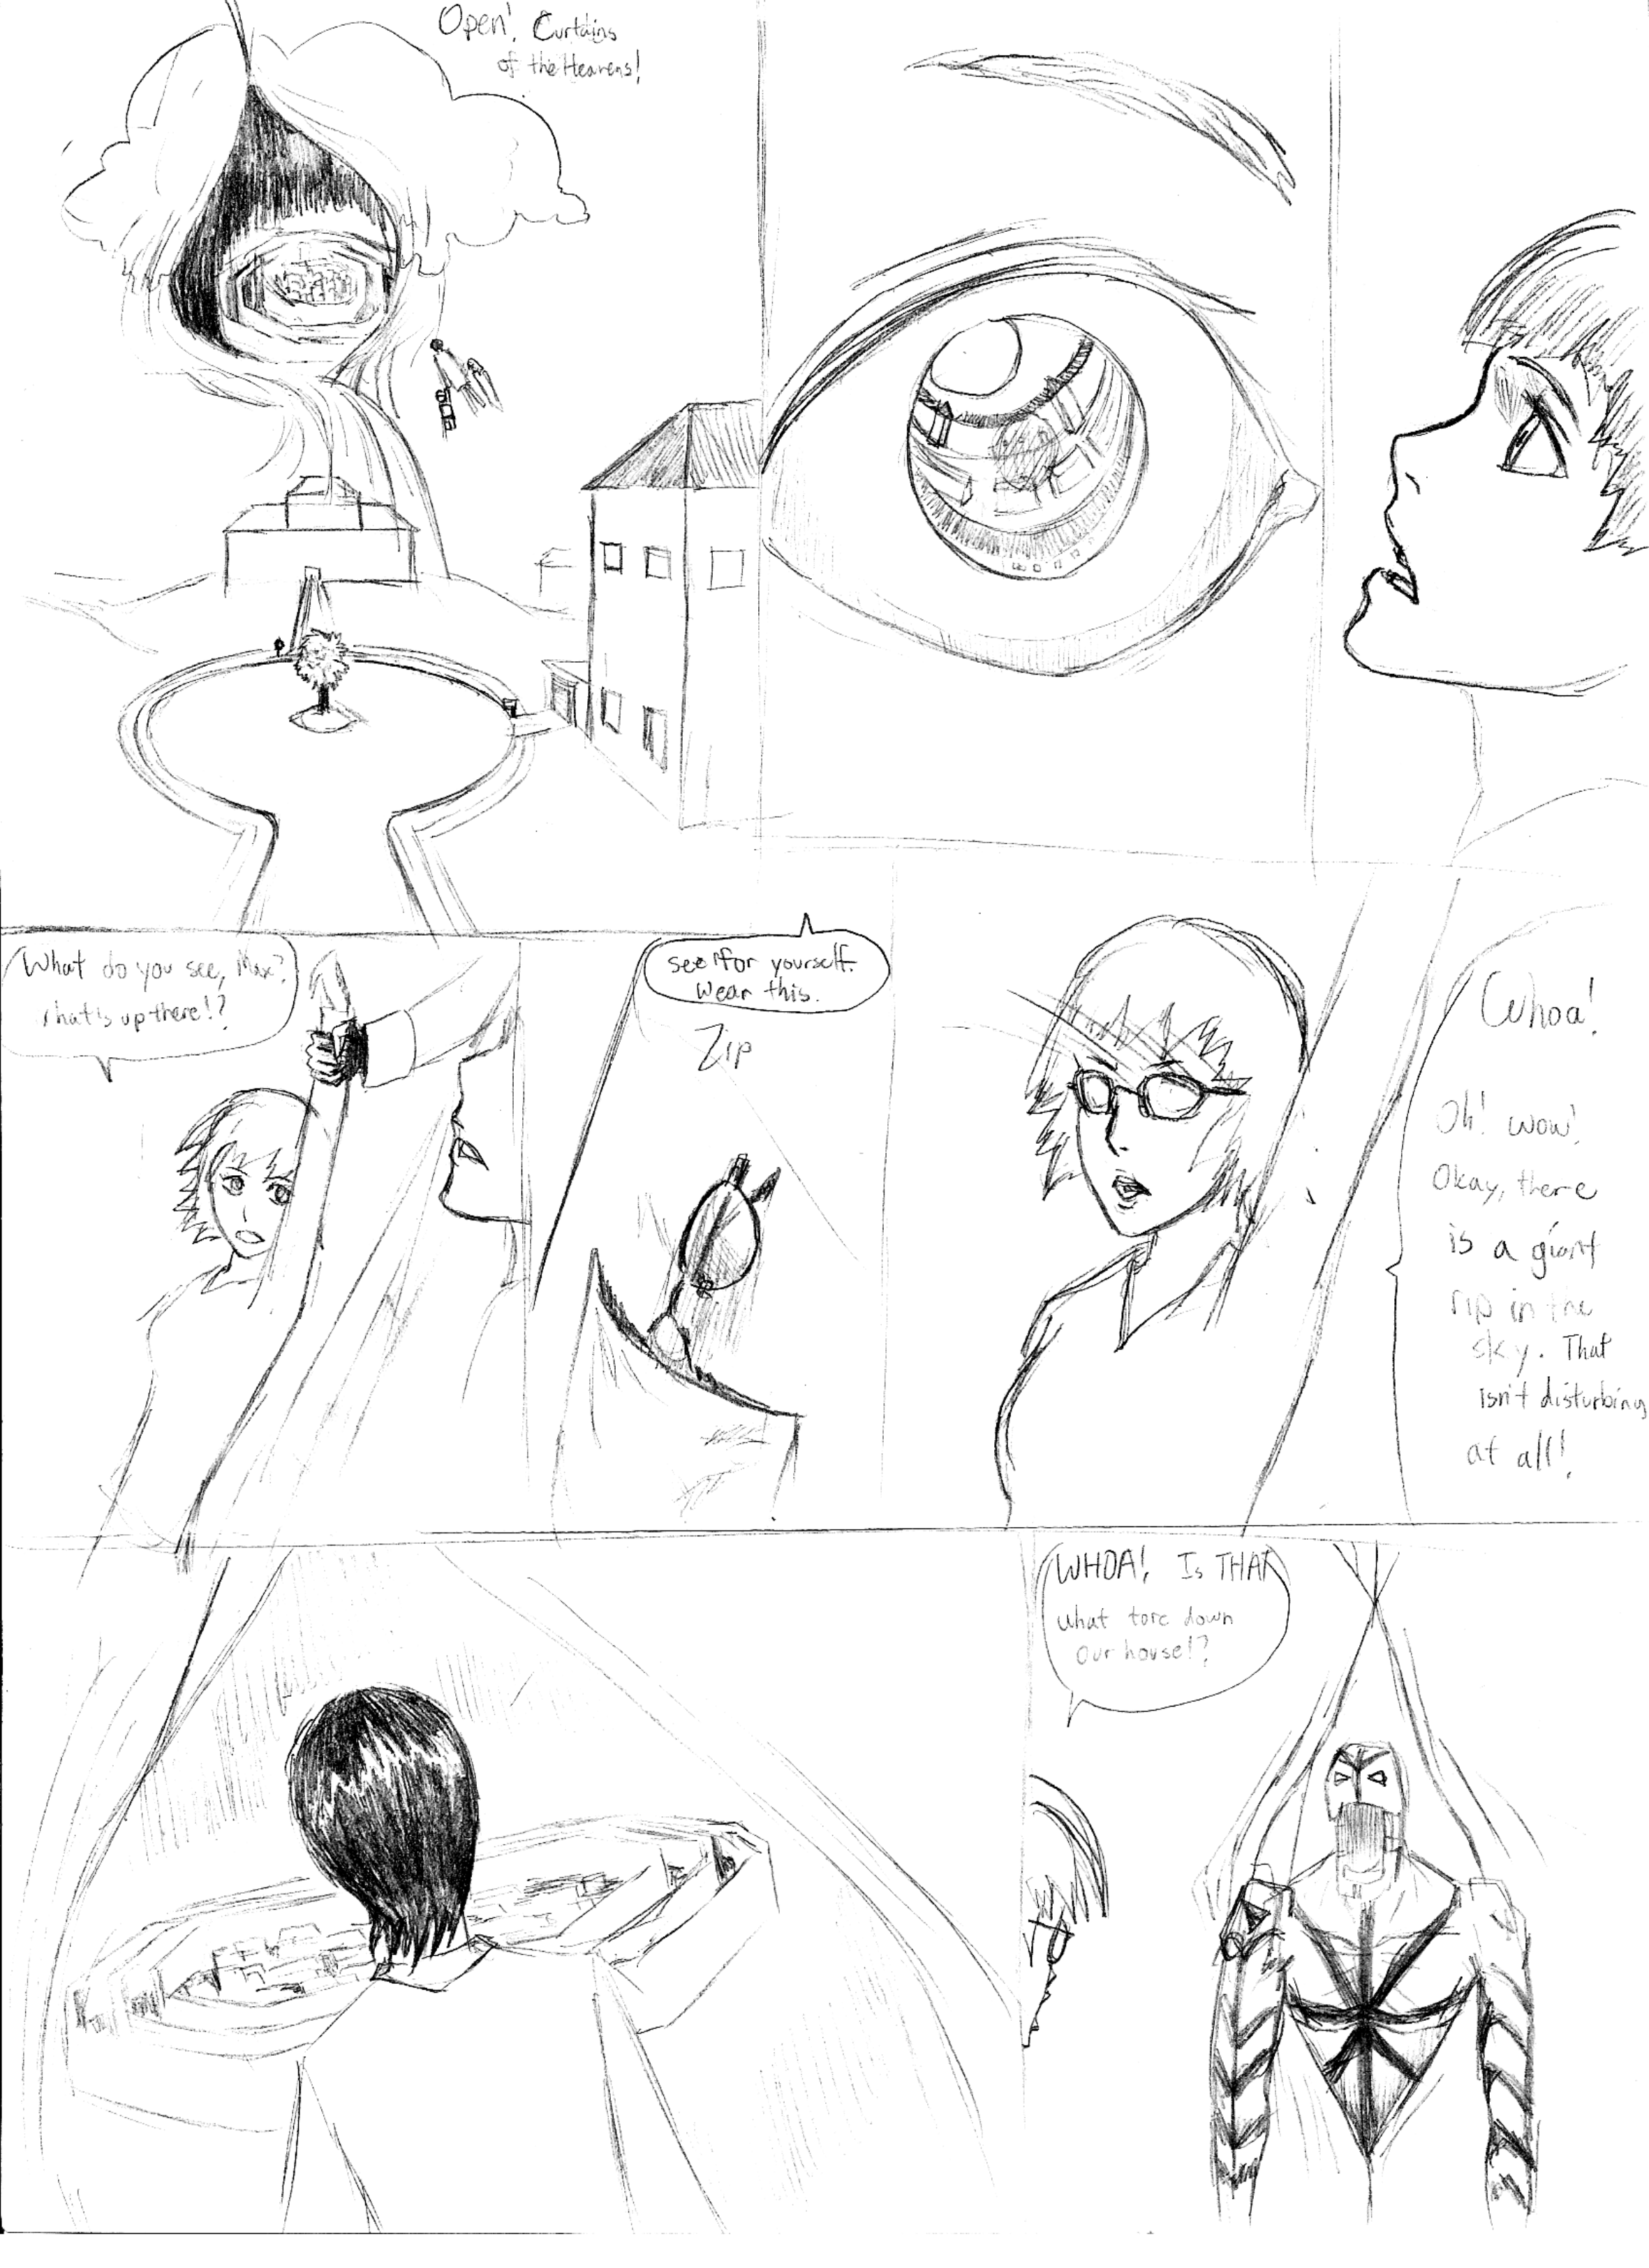 Open! Curtains
of the Heavens!
What do you see, Max?
what's up there!?
See for yourself.
Wear this.
Zip
Whoa!
Oh! wow!
Okay, there
is a giant
rip in the
sky. That
isn't disturbing
at all!
WHOA! Is THAT
what tore down
our house!?